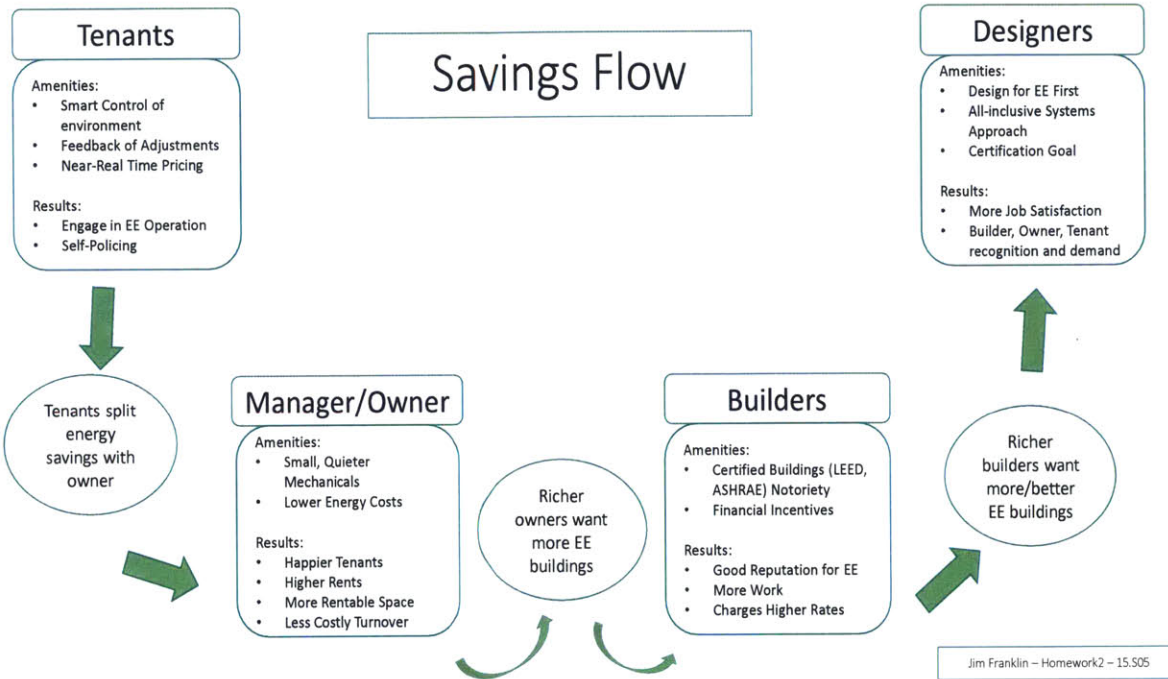 Savings Flow
Tenants
Amenities:
• Smart Control of
environment
• Feedback of Adjustments
• Near-Real Time Pricing
Results:
• Engage in EE Operation
• Self-Policing
Tenants split
energy
savings with
owner
Manager/Owner
Amenities:
• Small, Quieter
Mechanicals
• Lower Energy Costs
Results:
• Happier Tenants
• Higher Rents
• More Rentable Space
• Less Costly Turnover
Richer
owners want
more EE
buildings
Builders
Amenities:
• Certified Buildings (LEED,
ASHRAE) Notoriety
• Financial Incentives
Results:
• Good Reputation for EE
• More Work
• Charges Higher Rates
Richer
builders want
more/better
EE buildings
Designers
Amenities:
• Design for EE First
• All-inclusive Systems
Approach
• Certification Goal
Results:
• More Job Satisfaction
• Builder, Owner, Tenant
recognition and demand
Jim Franklin – Homework2 – 15.S05